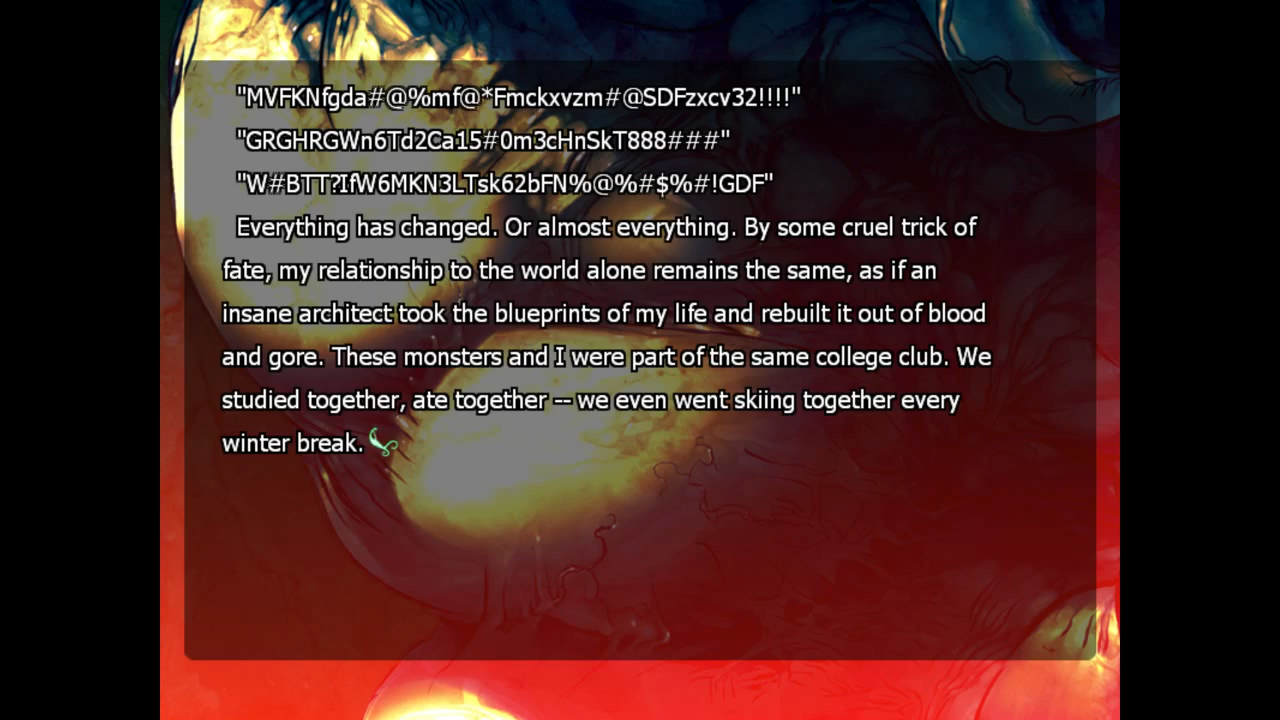 "MVFKNfgda#@%mf@*Fmckxvzm#@SDFzxcv32!!!!"
"GRGHRGWn6Td2Ca15#0m3cHnSkT888###"
"W#BTT?IfW6MKN3LTsk62bFN%@%#$%#!GDF"
Everything has changed. Or almost everything. By some cruel trick of
fate, my relationship to the world alone remains the same, as if an
insane architect took the blueprints of my life and rebuilt it out of blood
and gore. These monsters and I were part of the same college club. We
studied together, ate together -- we even went skiing together every
winter break.